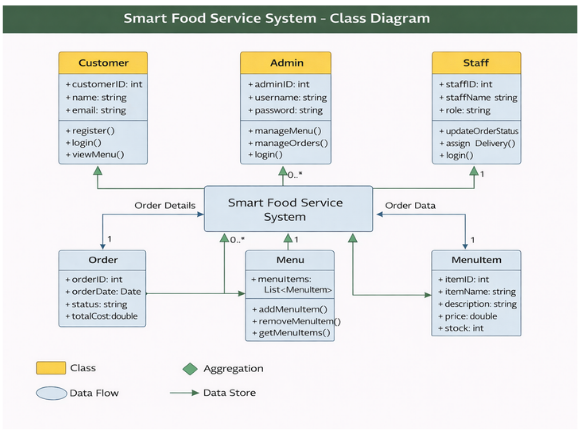 Smart Food Service System - Class Diagram
Customer
+ customerID: int
+ name: string
+ email: string
+ register()
+ login()
+ viewMenu()
Admin
+ adminID: int
+ username: string
+ password: string
+ manageMenu()
+ manageOrders()
+ login()
Staff
+ staffID: int
+ staffName string
+ role: string
+ updateOrderStatus
+ assign Delivery()
+ login()
0..*
1
Smart Food Service
System
Order Details
Order Data
1
0..*
1
1
Order
+ orderID: int
+ orderDate: Date
+ status: string
+ totalCost:double
Menu
+ menuItems:
List<MenuItem>
+ addMenuItem()
+ removeMenuItem()
+ getMenuItems()
MenuItem
+ itemID: int
+ itemName: string
+ description: string
+ price: double
+ stock: int
Class
Aggregation
Data Flow
Data Store